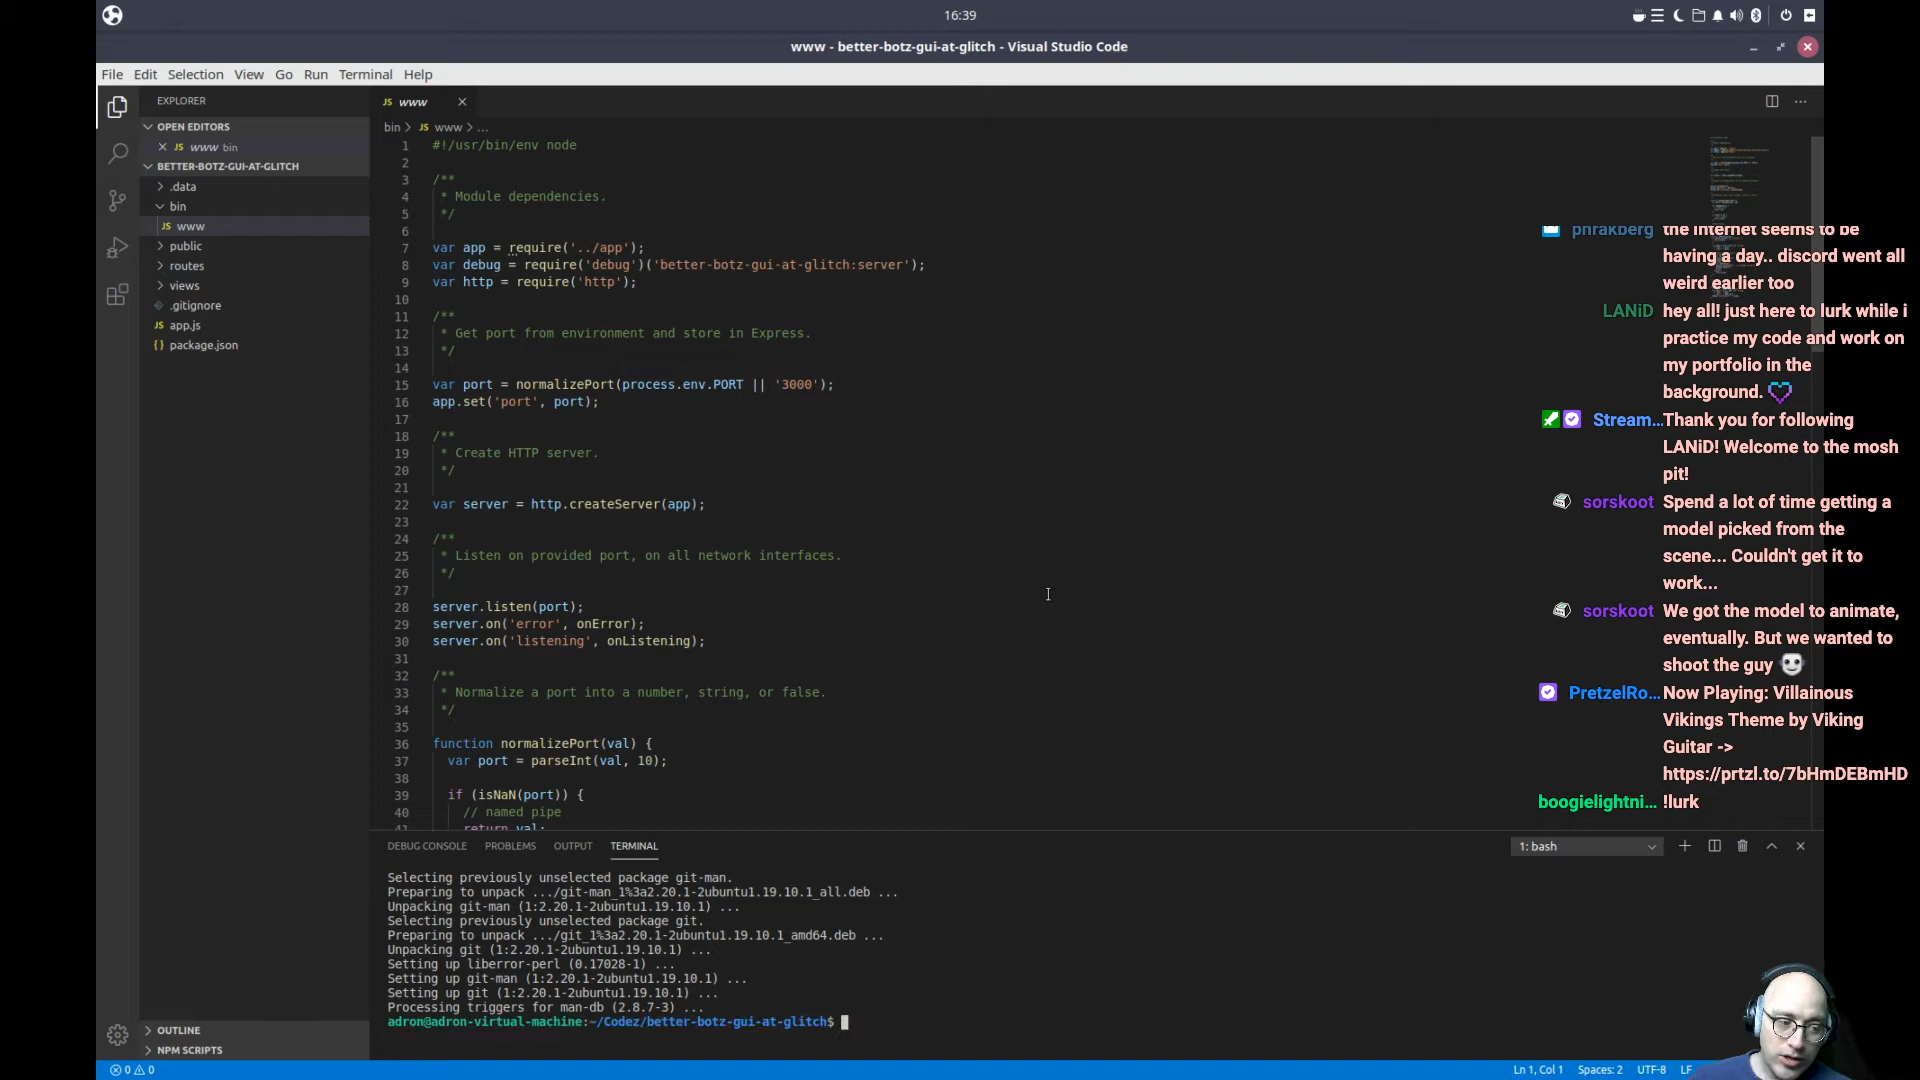 16:39
www - better-botz-gui-at-glitch - Visual Studio Code
File Edit Selection View Go Run Terminal Help
EXPLORER
OPEN EDITORS
JS www bin
BETTER-BOTZ-GUI-AT-GLITCH
.data
bin
JS www
public
routes
views
.gitignore
JS app.js
{} package.json
OUTLINE
NPM SCRIPTS
JS www
bin > JS www > ...
1 #!/usr/bin/env node
2
3 /**
4  * Module dependencies.
5  */
6
7 var app = require('../app');
8 var debug = require('debug')('better-botz-gui-at-glitch:server');
9 var http = require('http');
10
11 /**
12  * Get port from environment and store in Express.
13  */
14
15 var port = normalizePort(process.env.PORT || '3000');
16 app.set('port', port);
17
18 /**
19  * Create HTTP server.
20  */
21
22 var server = http.createServer(app);
23
24 /**
25  * Listen on provided port, on all network interfaces.
26  */
27
28 server.listen(port);
29 server.on('error', onError);
30 server.on('listening', onListening);
31
32 /**
33  * Normalize a port into a number, string, or false.
34  */
35
36 function normalizePort(val) {
37   var port = parseInt(val, 10);
38
39   if (isNaN(port)) {
40     // named pipe
41     return val;
DEBUG CONSOLE PROBLEMS OUTPUT TERMINAL
1: bash
Selecting previously unselected package git-man.
Preparing to unpack .../git-man_1%3a2.20.1-2ubuntu1.19.10.1_all.deb ...
Unpacking git-man (1:2.20.1-2ubuntu1.19.10.1) ...
Selecting previously unselected package git.
Preparing to unpack .../git_1%3a2.20.1-2ubuntu1.19.10.1_amd64.deb ...
Unpacking git (1:2.20.1-2ubuntu1.19.10.1) ...
Setting up liberror-perl (0.17028-1) ...
Setting up git-man (1:2.20.1-2ubuntu1.19.10.1) ...
Setting up git (1:2.20.1-2ubuntu1.19.10.1) ...
Processing triggers for man-db (2.8.7-3) ...
adron@adron-virtual-machine:~/Codez/better-botz-gui-at-glitch$
0 0
Ln 1, Col 1 Spaces: 2 UTF-8 LF
phrakberg the internet seems to be
having a day.. discord went all
weird earlier too
LANiD hey all! just here to lurk while i
practice my code and work on
my portfolio in the
background.
Stream... Thank you for following
LANiD! Welcome to the mosh
pit!
sorskoot Spend a lot of time getting a
model picked from the
scene... Couldn't get it to
work...
sorskoot We got the model to animate,
eventually. But we wanted to
shoot the guy
PretzelRo... Now Playing: Villainous
Vikings Theme by Viking
Guitar ->
https://prtzl.to/7bHmDEBmHD
boogielightni... !lurk